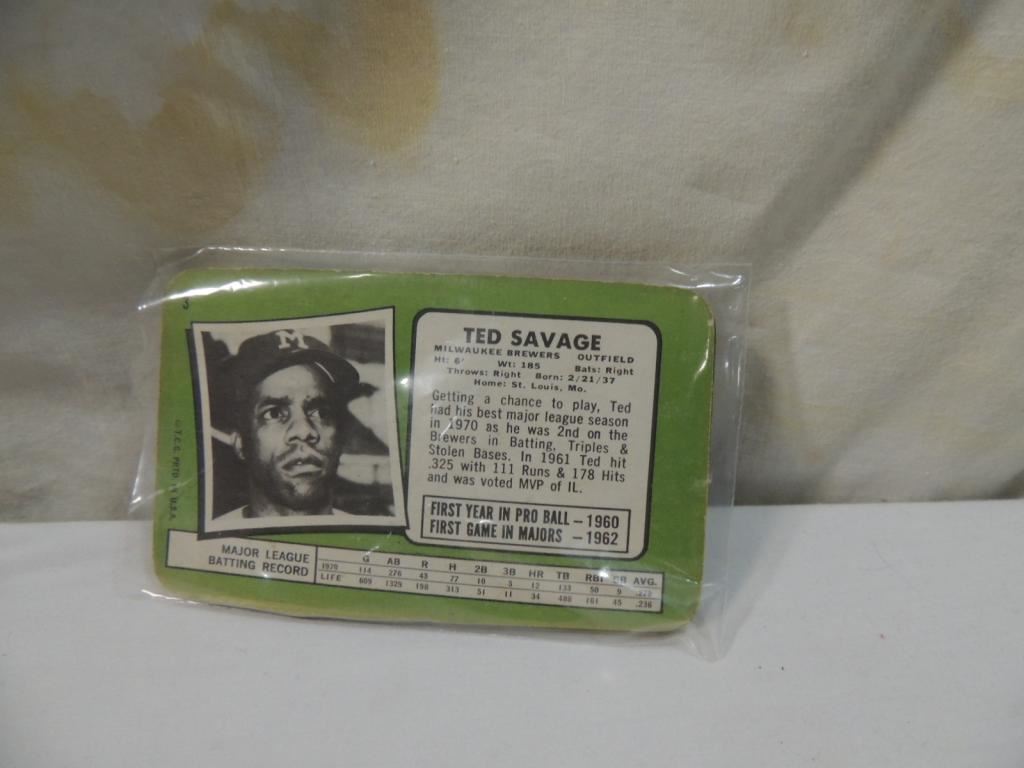 3
M
TED SAVAGE
MILWAUKEE BREWERS OUTFIELD
Ht: 6' Wt: 185 Bats: Right
Throws: Right Born: 2/21/37
Home: St. Louis, Mo.
Getting a chance to play, Ted
had his best major league season
in 1970 as he was 2nd on the
Brewers in Batting, Triples &
Stolen Bases. In 1961 Ted hit
.325 with 111 Runs & 178 Hits
and was voted MVP of IL.
FIRST YEAR IN PRO BALL – 1960
FIRST GAME IN MAJORS – 1962
MAJOR LEAGUE
BATTING RECORD
G AB R H 2B 3B HR TB RBI AVG.
1970 114 276 43 77 10 5 12 133 50 9 .279
LIFE 609 1329 198 313 51 11 34 488 161 45 .236
©T.C.G. PRTD. IN U.S.A.